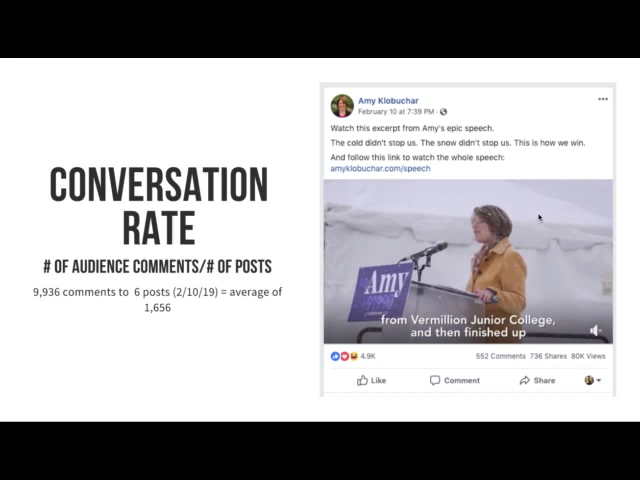 CONVERSATION
RATE
# OF AUDIENCE COMMENTS/# OF POSTS
9,936 comments to 6 posts (2/10/19) = average of
1,656
Amy Klobuchar
February 10 at 7:39 PM ·
Watch this excerpt from Amy's epic speech.
The cold didn't stop us. The snow didn't stop us. This is how we win.
And follow this link to watch the whole speech:
amyklobuchar.com/speech
Amy
from Vermillion Junior College,
and then finished up
4.9K
552 Comments 736 Shares 80K Views
Like Comment Share